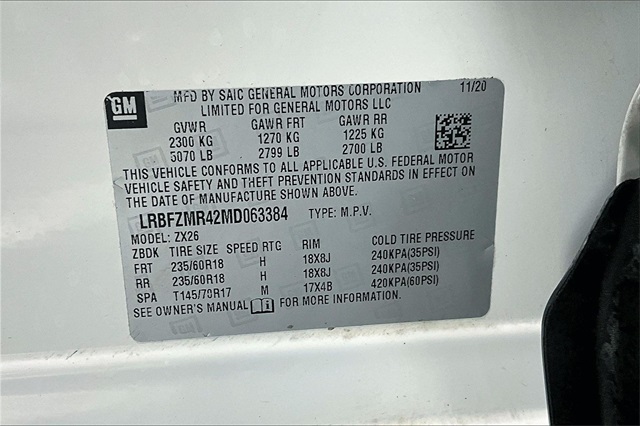 GM
MFD BY SAIC GENERAL MOTORS CORPORATION 11/20
LIMITED FOR GENERAL MOTORS LLC
GVWR GAWR FRT GAWR RR
2300 KG 1270 KG 1225 KG
5070 LB 2799 LB 2700 LB
THIS VEHICLE CONFORMS TO ALL APPLICABLE U.S. FEDERAL MOTOR
VEHICLE SAFETY AND THEFT PREVENTION STANDARDS IN EFFECT ON
THE DATE OF MANUFACTURE SHOWN ABOVE.
LRBFZMR42MD063384 TYPE: M.P.V.
MODEL: ZX26
ZBDK TIRE SIZE SPEED RTG RIM COLD TIRE PRESSURE
FRT 235/60R18 H 18X8J 240KPA(35PSI)
RR 235/60R18 H 18X8J 240KPA(35PSI)
SPA T145/70R17 M 17X4B 420KPA(60PSI)
SEE OWNER'S MANUAL FOR MORE INFORMATION